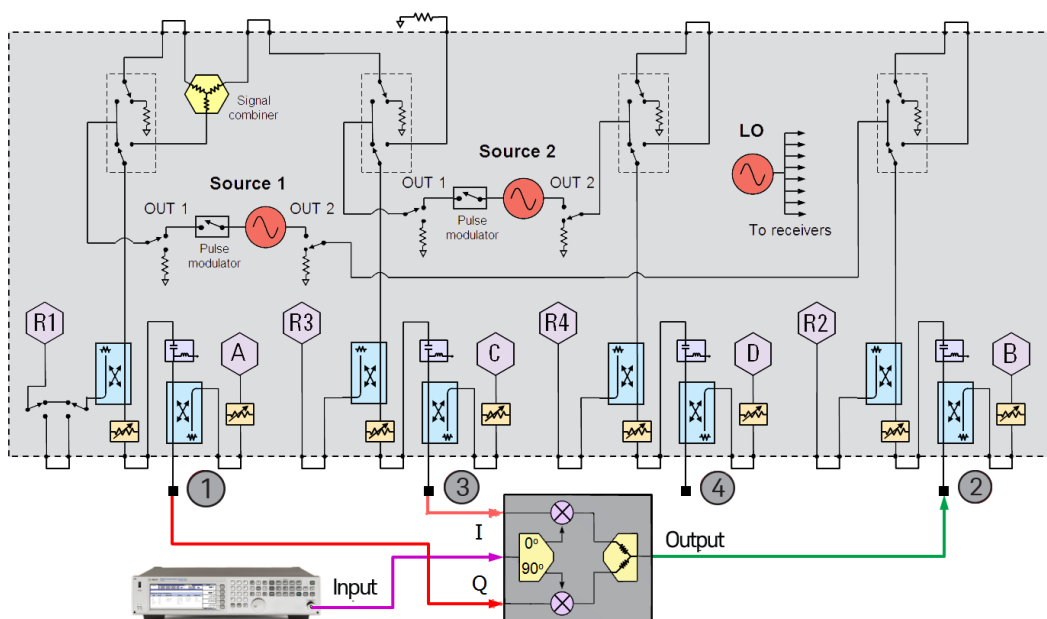 Signal
combiner
Source 1
OUT 1
OUT 2
Pulse
modulator
Source 2
OUT 1
OUT 2
Pulse
modulator
LO
To receivers
R1
A
R3
C
R4
D
R2
B
1
3
4
2
I
Input
Q
0°
90°
Output